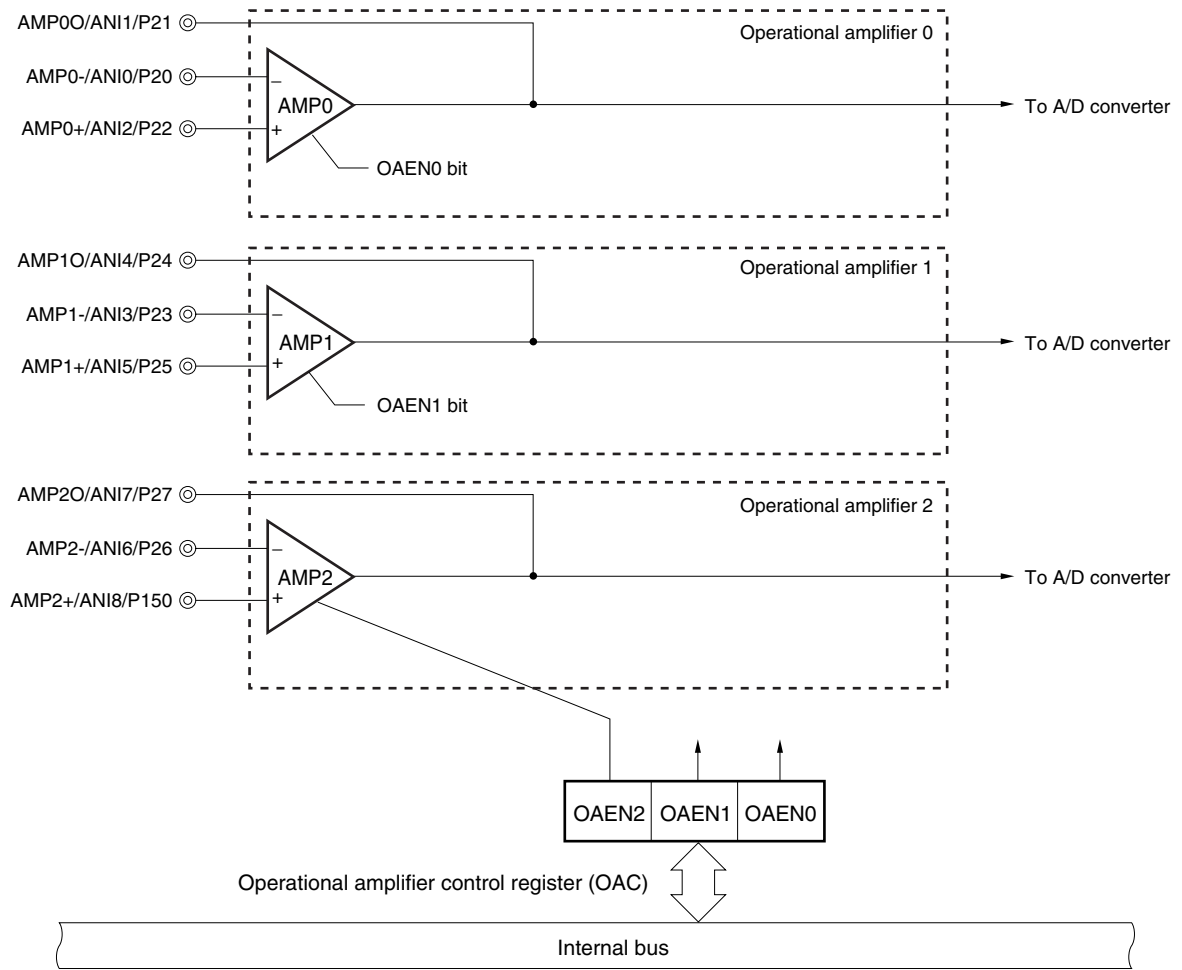 AMP0O/ANI1/P21
Operational amplifier 0
AMP0-/ANI0/P20
–
AMP0
To A/D converter
AMP0+/ANI2/P22
+
OAEN0 bit
AMP1O/ANI4/P24
Operational amplifier 1
AMP1-/ANI3/P23
–
AMP1
To A/D converter
AMP1+/ANI5/P25
+
OAEN1 bit
AMP2O/ANI7/P27
Operational amplifier 2
AMP2-/ANI6/P26
–
AMP2
To A/D converter
AMP2+/ANI8/P150
+
OAEN2 OAEN1 OAEN0
Operational amplifier control register (OAC)
Internal bus